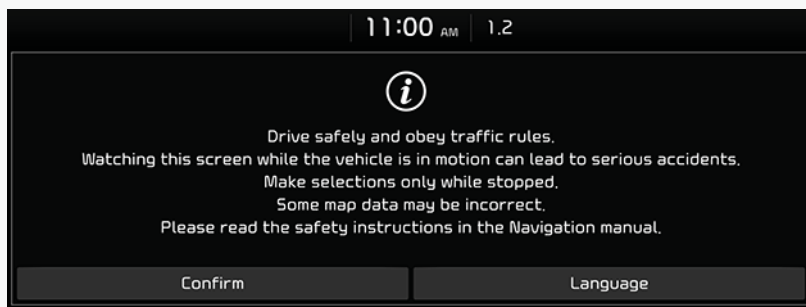 11:00 AM 1.2
Drive safely and obey traffic rules.
Watching this screen while the vehicle is in motion can lead to serious accidents.
Make selections only while stopped.
Some map data may be incorrect.
Please read the safety instructions in the Navigation manual.
Confirm Language